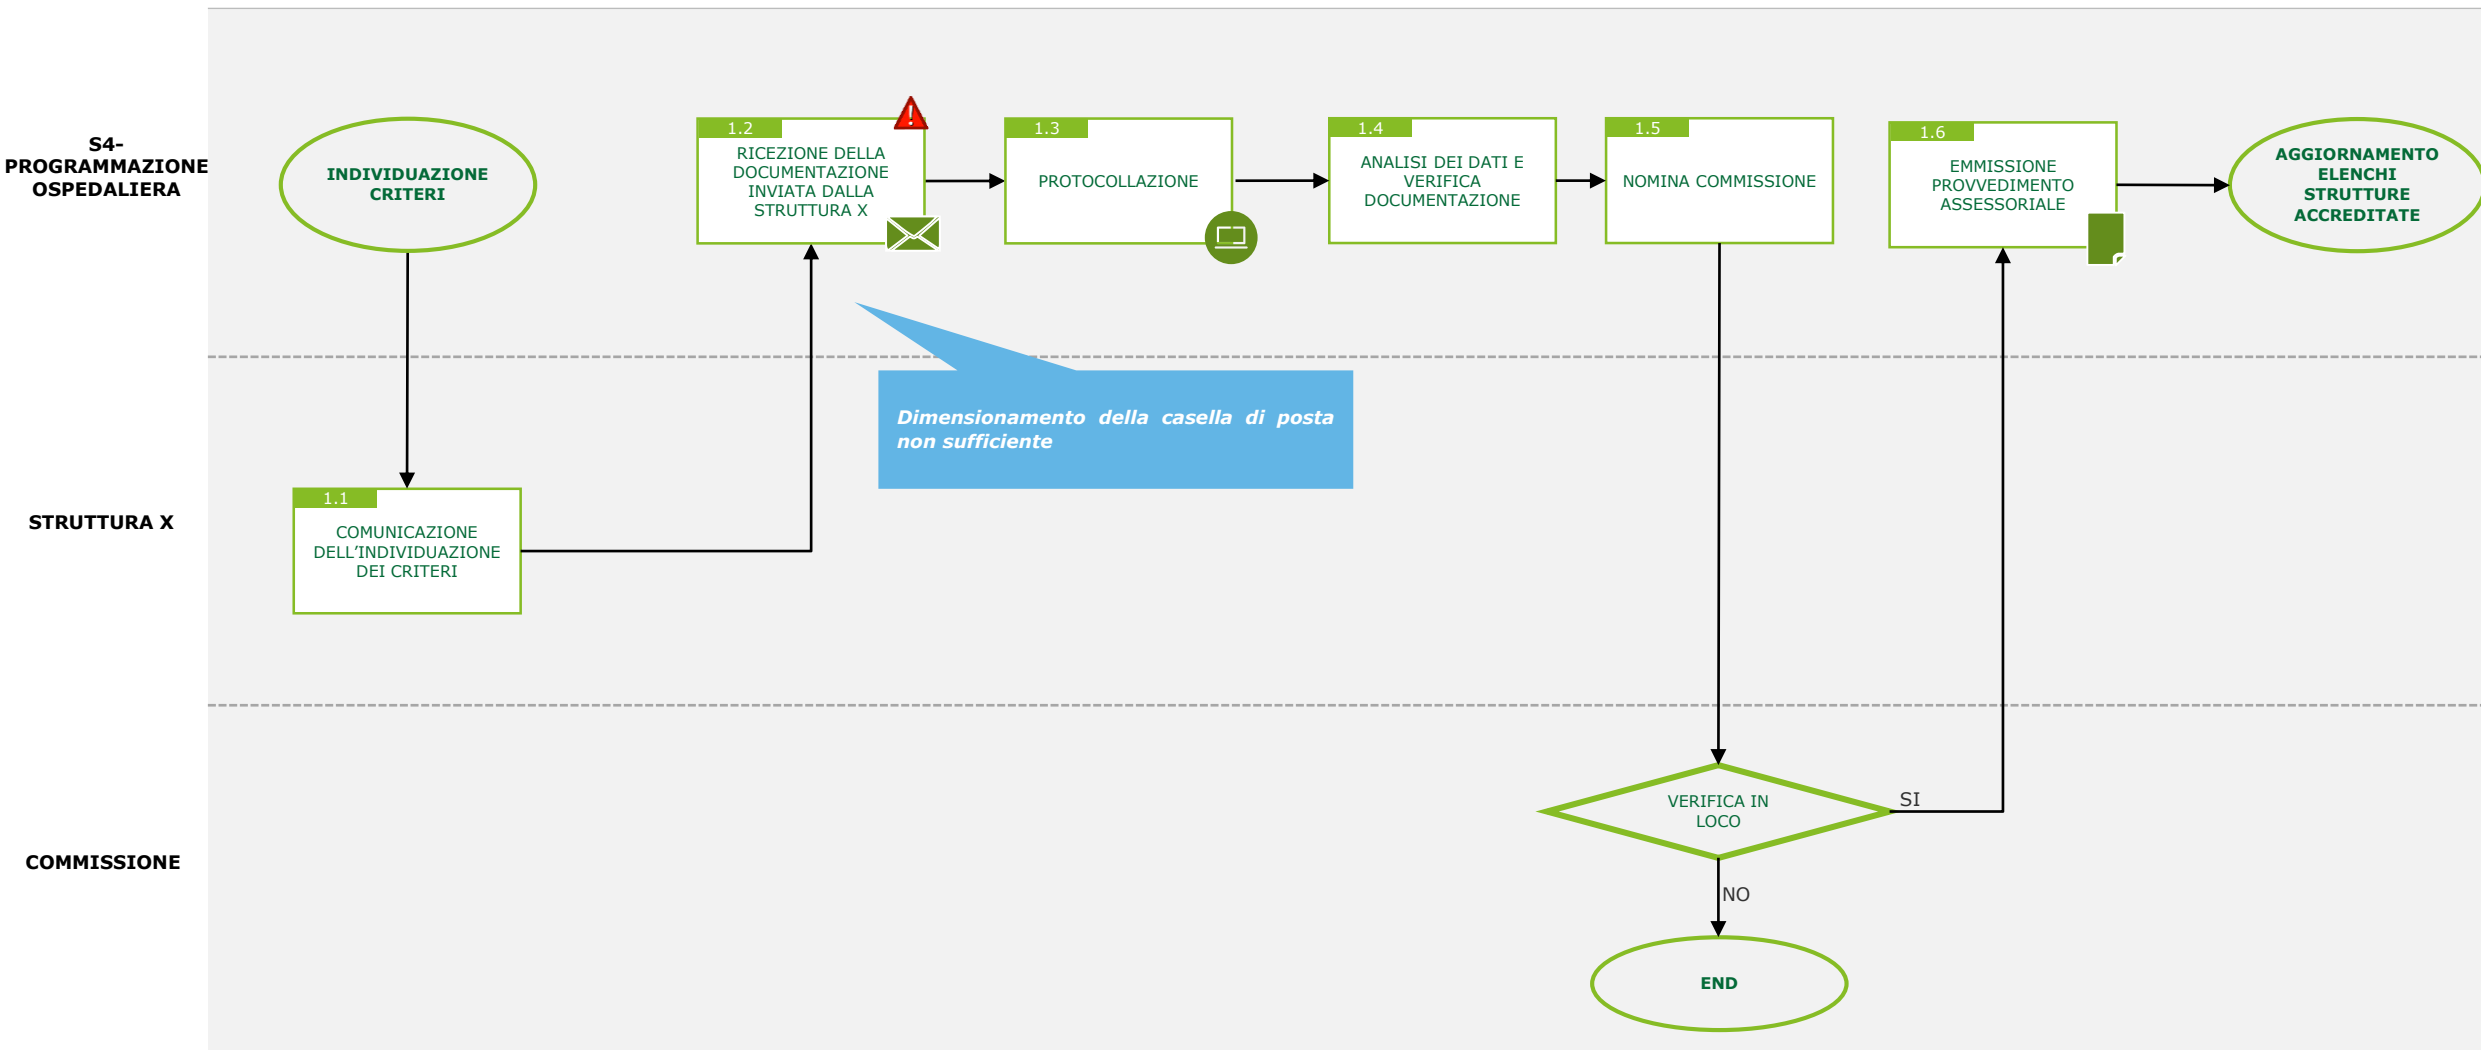 S4-
PROGRAMMAZIONE
OSPEDALIERA
INDIVIDUAZIONE
CRITERI
1.2
RICEZIONE DELLA
DOCUMENTAZIONE
INVIATA DALLA
STRUTTURA X
1.3
PROTOCOLLAZIONE
1.4
ANALISI DEI DATI E
VERIFICA
DOCUMENTAZIONE
1.5
NOMINA COMMISSIONE
1.6
EMMISSIONE
PROVVEDIMENTO
ASSESSORIALE
AGGIORNAMENTO
ELENCHI
STRUTTURE
ACCREDITATE
Dimensionamento della casella di posta
non sufficiente
STRUTTURA X
1.1
COMUNICAZIONE
DELL’INDIVIDUAZIONE
DEI CRITERI
COMMISSIONE
VERIFICA IN
LOCO
SI
NO
END